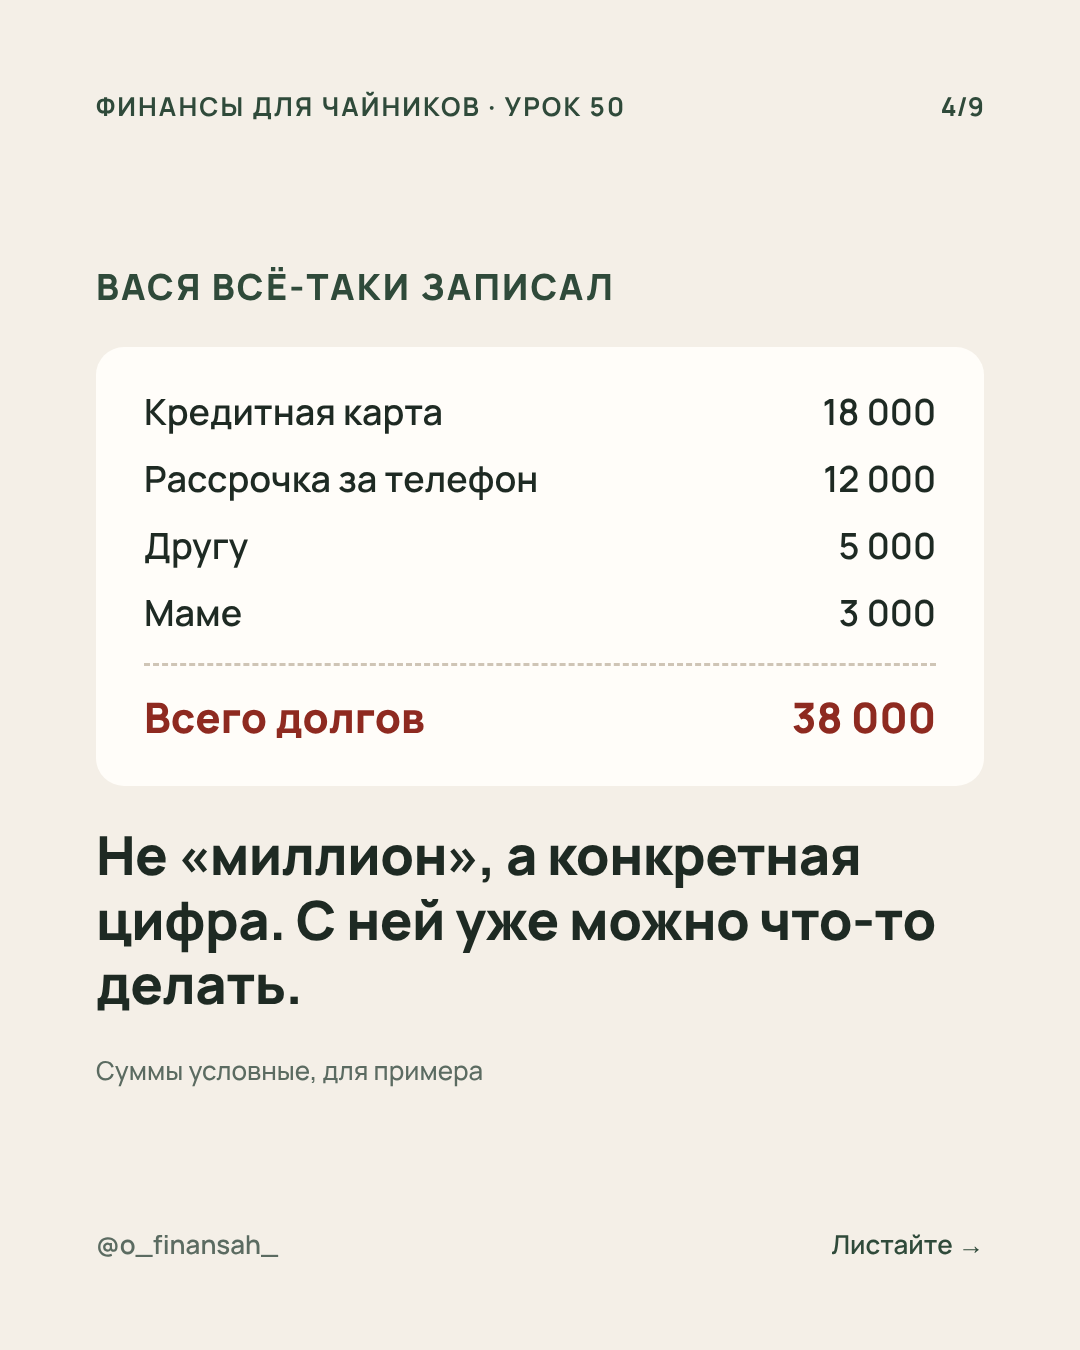 ФИНАНСЫ ДЛЯ ЧАЙНИКОВ · УРОК 50 4/9
ВАСЯ ВСЁ-ТАКИ ЗАПИСАЛ
Кредитная карта 18 000
Рассрочка за телефон 12 000
Другу 5 000
Маме 3 000
Всего долгов 38 000
Не «миллион», а конкретная
цифра. С ней уже можно что-то
делать.
Суммы условные, для примера
@o_finansah_ Листайте →